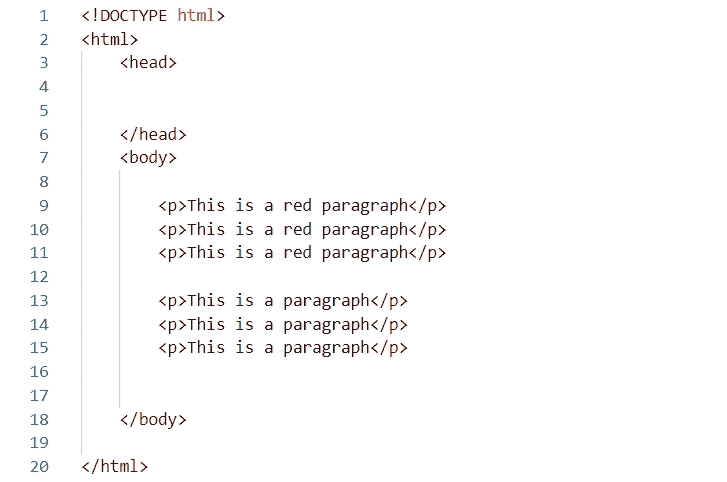 1 <!DOCTYPE html>
2 <html>
3 <head>
4
5
6 </head>
7 <body>
8
9 <p>This is a red paragraph</p>
10 <p>This is a red paragraph</p>
11 <p>This is a red paragraph</p>
12
13 <p>This is a paragraph</p>
14 <p>This is a paragraph</p>
15 <p>This is a paragraph</p>
16
17
18 </body>
19
20 </html>